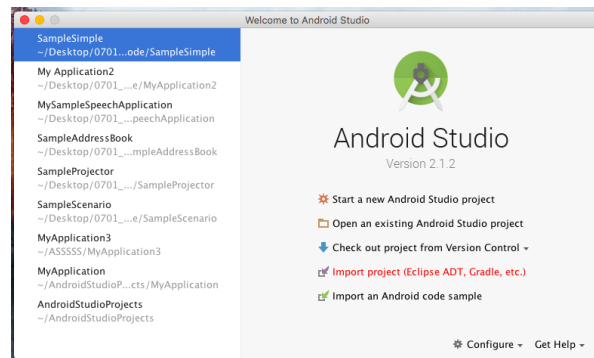 Welcome to Android Studio
SampleSimple
~/Desktop/0701...ode/SampleSimple
My Application2
~/Desktop/0701_...e/MyApplication2
MySampleSpeechApplication
~/Desktop/0701_...peechApplication
SampleAddressBook
~/Desktop/0701_...mpleAddressBook
SampleProjector
~/Desktop/0701_.../SampleProjector
SampleScenario
~/Desktop/0701_...e/SampleScenario
MyApplication3
~/ASSSSS/MyApplication3
MyApplication
~/AndroidStudioP...cts/MyApplication
AndroidStudioProjects
~/AndroidStudioProjects
Android Studio
Version 2.1.2
Start a new Android Studio project
Open an existing Android Studio project
Check out project from Version Control
Import project (Eclipse ADT, Gradle, etc.)
Import an Android code sample
Configure Get Help